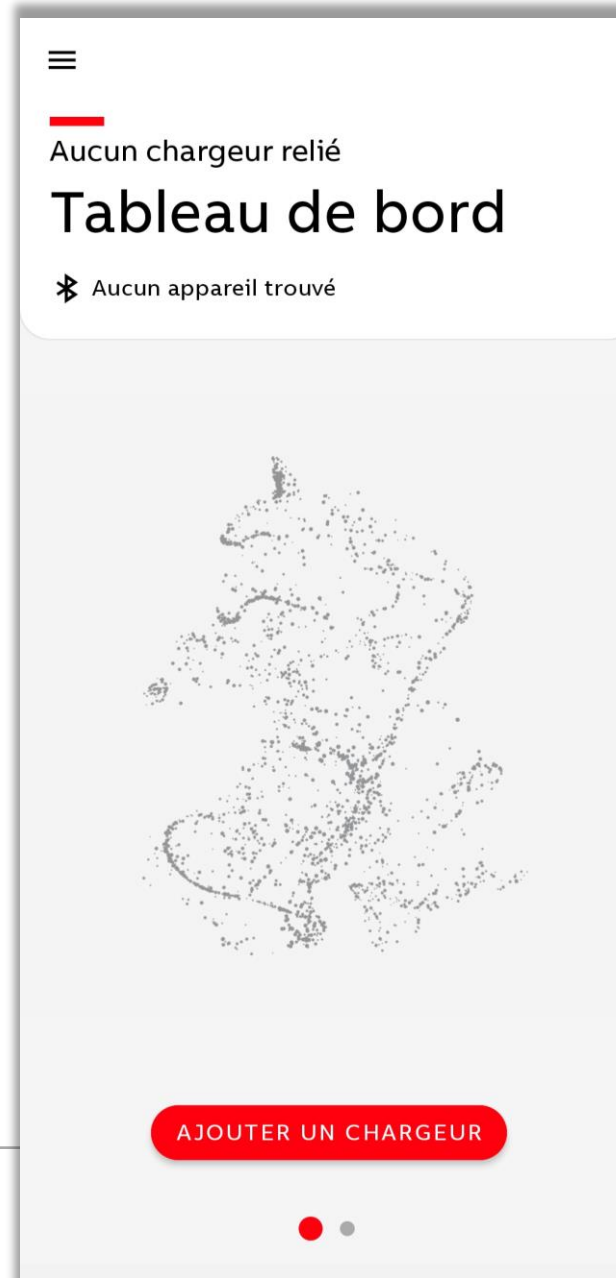 Aucun chargeur relié
Tableau de bord
Aucun appareil trouvé
AJOUTER UN CHARGEUR